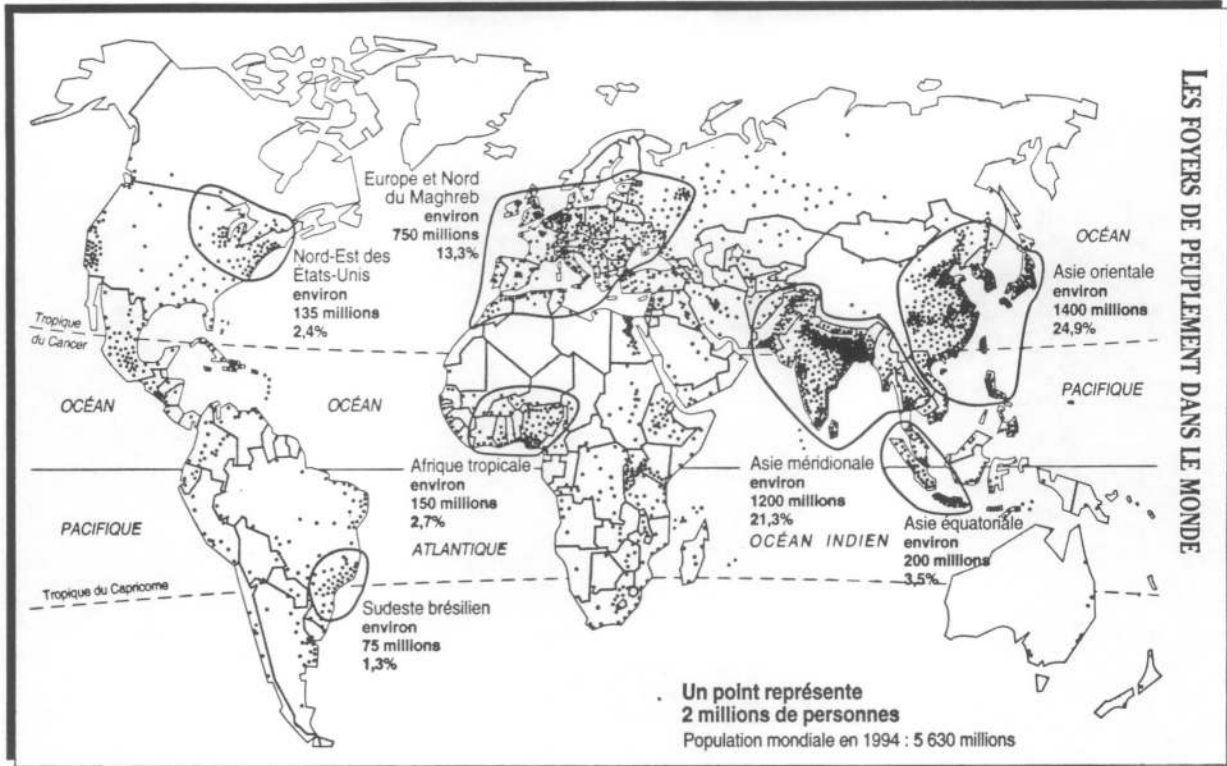 LES FOYERS DE PEUPLEMENT DANS LE MONDE
Europe et Nord
du Maghreb
environ
750 millions
13,3%
Nord-Est des
États-Unis
environ
135 millions
2,4%
OCÉAN
Asie orientale
environ
1400 millions
24,9%
Tropique
du Cancer
OCÉAN
OCÉAN
PACIFIQUE
Afrique tropicale
environ
150 millions
2,7%
Asie méridionale
environ
1200 millions
21,3%
OCÉAN INDIEN
Asie équatoriale
environ
200 millions
3,5%
PACIFIQUE
ATLANTIQUE
Tropique du Capricorne
Sudeste brésilien
environ
75 millions
1,3%
Un point représente
2 millions de personnes
Population mondiale en 1994 : 5 630 millions